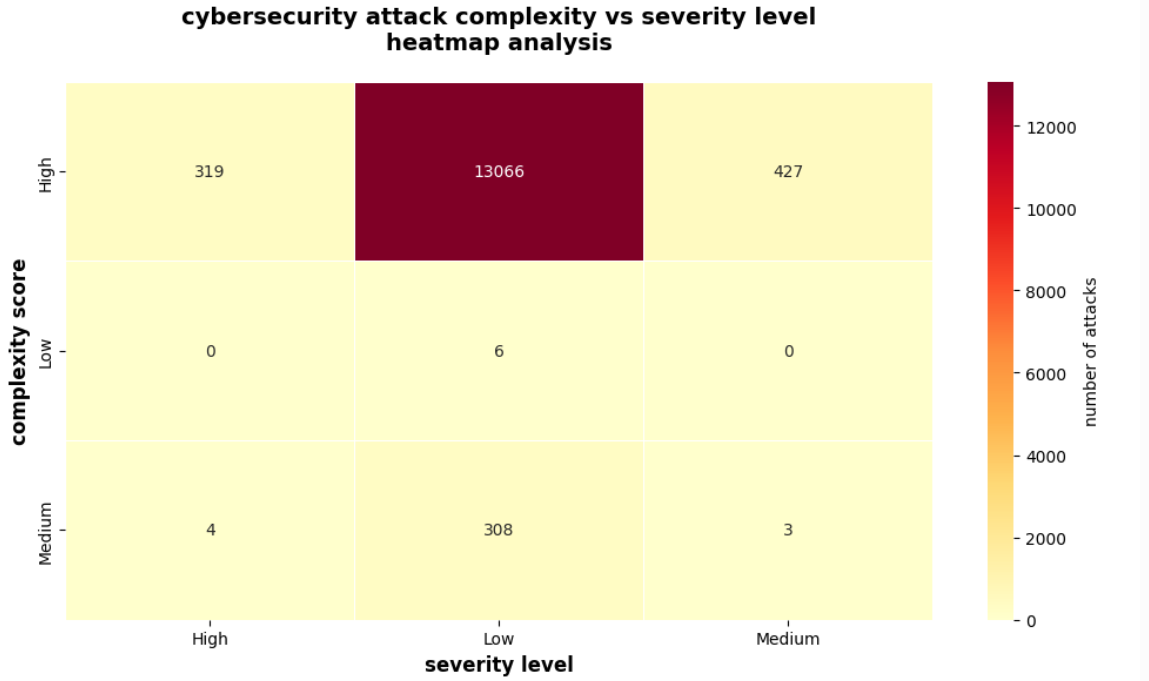 cybersecurity attack complexity vs severity level
heatmap analysis
High
319
13066
427
Low
0
6
0
Medium
4
308
3
High
Low
Medium
severity level
complexity score
12000
10000
8000
6000
4000
2000
0
number of attacks